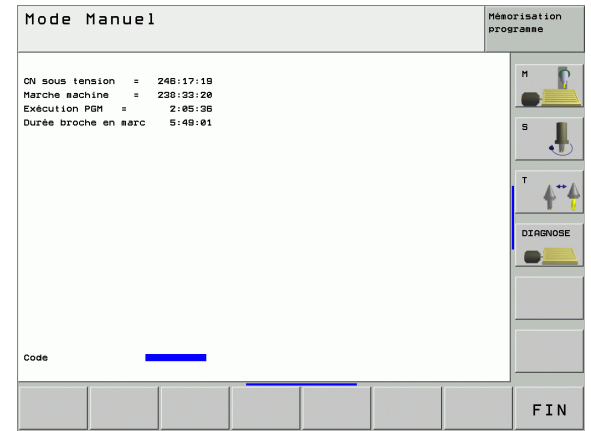 Mode Manuel
Mémorisation
programme
CN sous tension = 246:17:19
Marche machine = 238:33:20
Exécution PGM = 2:05:36
Durée broche en marc 5:49:01
M
S
T
DIAGNOSE
Code
FIN